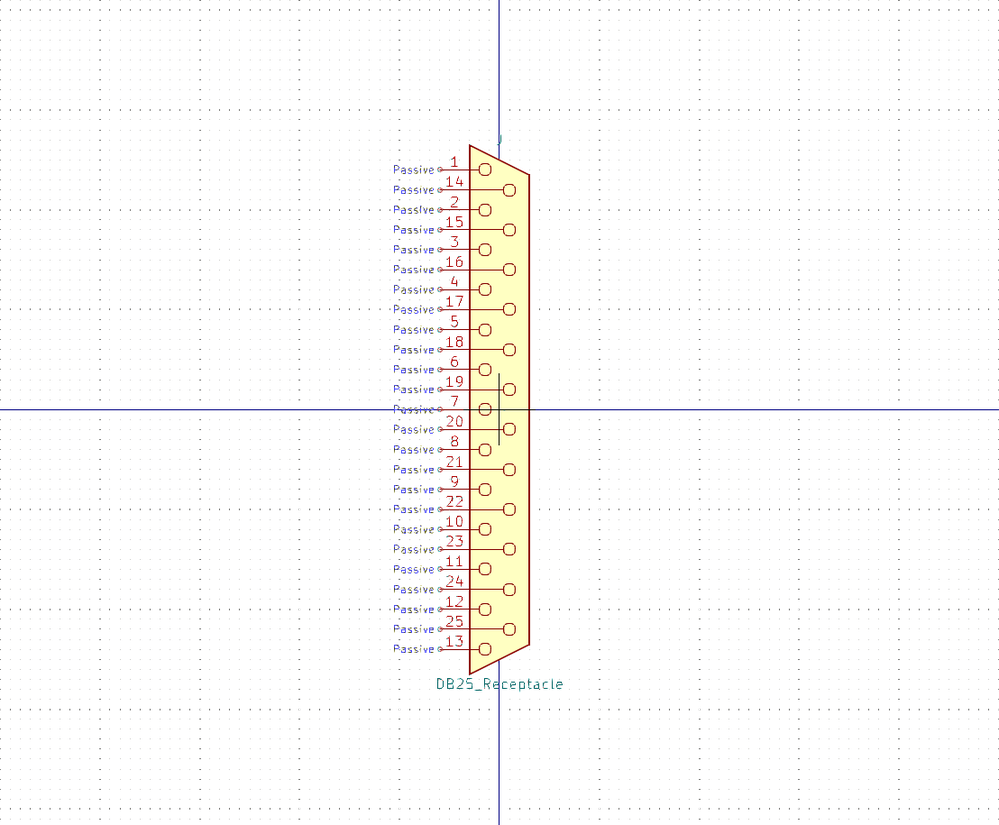 J
Passive 1
Passive 14
Passive 2
Passive 15
Passive 3
Passive 16
Passive 4
Passive 17
Passive 5
Passive 18
Passive 6
Passive 19
Passive 7
Passive 20
Passive 8
Passive 21
Passive 9
Passive 22
Passive 10
Passive 23
Passive 11
Passive 24
Passive 12
Passive 25
Passive 13
DB25_Receptacle